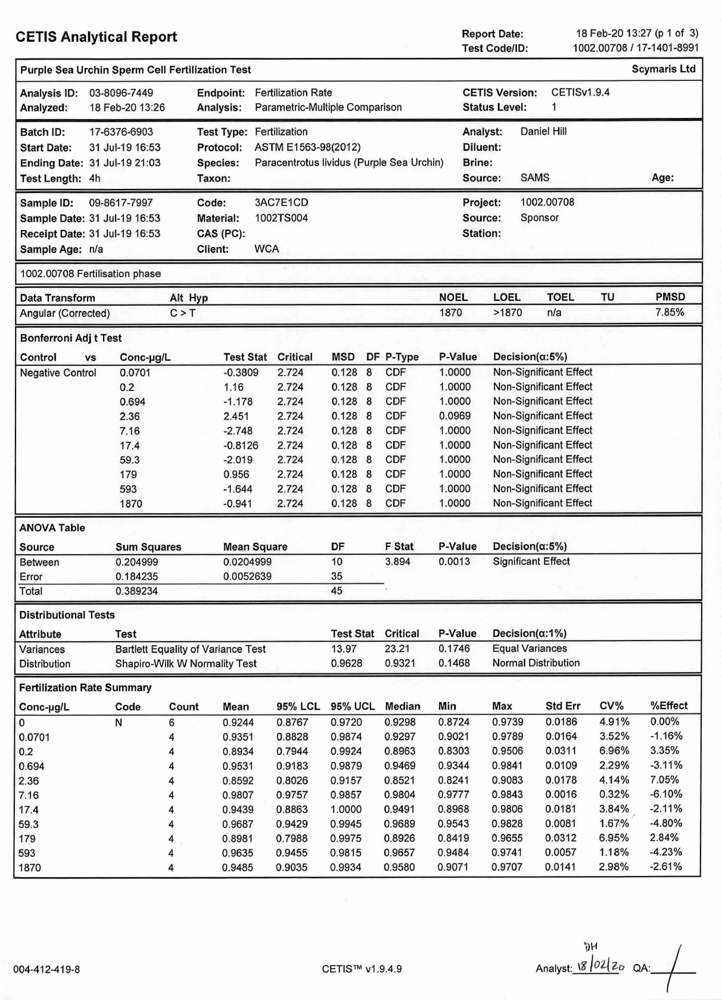 CETIS Analytical Report
Report Date: 18 Feb-20 13:27 (p 1 of 3)
Test Code/ID: 1002.00708 / 17-1401-8991
Purple Sea Urchin Sperm Cell Fertilization Test Scymaris Ltd
Analysis ID: 03-8096-7449 Endpoint: Fertilization Rate CETIS Version: CETISv1.9.4
Analyzed: 18 Feb-20 13:26 Analysis: Parametric-Multiple Comparison Status Level: 1
Batch ID: 17-6376-6903 Test Type: Fertilization Analyst: Daniel Hill
Start Date: 31 Jul-19 16:53 Protocol: ASTM E1563-98(2012) Diluent:
Ending Date: 31 Jul-19 21:03 Species: Paracentrotus lividus (Purple Sea Urchin) Brine:
Test Length: 4h Taxon: Source: SAMS Age:
Sample ID: 09-8617-7997 Code: 3AC7E1CD Project: 1002.00708
Sample Date: 31 Jul-19 16:53 Material: 1002TS004 Source: Sponsor
Receipt Date: 31 Jul-19 16:53 CAS (PC): Station:
Sample Age: n/a Client: WCA
1002.00708 Fertilisation phase
Data Transform Alt Hyp NOEL LOEL TOEL TU PMSD
Angular (Corrected) C > T 1870 >1870 n/a 7.85%
Bonferroni Adj t Test
Control vs Conc-µg/L Test Stat Critical MSD DF P-Type P-Value Decision(α:5%)
Negative Control 0.0701 -0.3809 2.724 0.128 8 CDF 1.0000 Non-Significant Effect
0.2 1.16 2.724 0.128 8 CDF 1.0000 Non-Significant Effect
0.694 -1.178 2.724 0.128 8 CDF 1.0000 Non-Significant Effect
2.36 2.451 2.724 0.128 8 CDF 0.0969 Non-Significant Effect
7.16 -2.748 2.724 0.128 8 CDF 1.0000 Non-Significant Effect
17.4 -0.8126 2.724 0.128 8 CDF 1.0000 Non-Significant Effect
59.3 -2.019 2.724 0.128 8 CDF 1.0000 Non-Significant Effect
179 0.956 2.724 0.128 8 CDF 1.0000 Non-Significant Effect
593 -1.644 2.724 0.128 8 CDF 1.0000 Non-Significant Effect
1870 -0.941 2.724 0.128 8 CDF 1.0000 Non-Significant Effect
ANOVA Table
Source Sum Squares Mean Square DF F Stat P-Value Decision(α:5%)
Between 0.204999 0.0204999 10 3.894 0.0013 Significant Effect
Error 0.184235 0.0052639 35
Total 0.389234 45
Distributional Tests
Attribute Test Test Stat Critical P-Value Decision(α:1%)
Variances Bartlett Equality of Variance Test 13.97 23.21 0.1746 Equal Variances
Distribution Shapiro-Wilk W Normality Test 0.9628 0.9321 0.1468 Normal Distribution
Fertilization Rate Summary
Conc-µg/L Code Count Mean 95% LCL 95% UCL Median Min Max Std Err CV% %Effect
0 N 6 0.9244 0.8767 0.9720 0.9298 0.8724 0.9739 0.0186 4.91% 0.00%
0.0701 4 0.9351 0.8828 0.9874 0.9297 0.9021 0.9789 0.0164 3.52% -1.16%
0.2 4 0.8934 0.7944 0.9924 0.8963 0.8303 0.9506 0.0311 6.96% 3.35%
0.694 4 0.9531 0.9183 0.9879 0.9469 0.9344 0.9841 0.0109 2.29% -3.11%
2.36 4 0.8592 0.8026 0.9157 0.8521 0.8241 0.9083 0.0178 4.14% 7.05%
7.16 4 0.9807 0.9757 0.9857 0.9804 0.9777 0.9843 0.0016 0.32% -6.10%
17.4 4 0.9439 0.8863 1.0000 0.9491 0.8968 0.9806 0.0181 3.84% -2.11%
59.3 4 0.9687 0.9429 0.9945 0.9689 0.9543 0.9828 0.0081 1.67% -4.80%
179 4 0.8981 0.7988 0.9975 0.8926 0.8419 0.9655 0.0312 6.95% 2.84%
593 4 0.9635 0.9455 0.9815 0.9657 0.9484 0.9741 0.0057 1.18% -4.23%
1870 4 0.9485 0.9035 0.9934 0.9580 0.9071 0.9707 0.0141 2.98% -2.61%
DH
004-412-419-8 CETIS™ v1.9.4.9 Analyst: 18/02/20 QA: